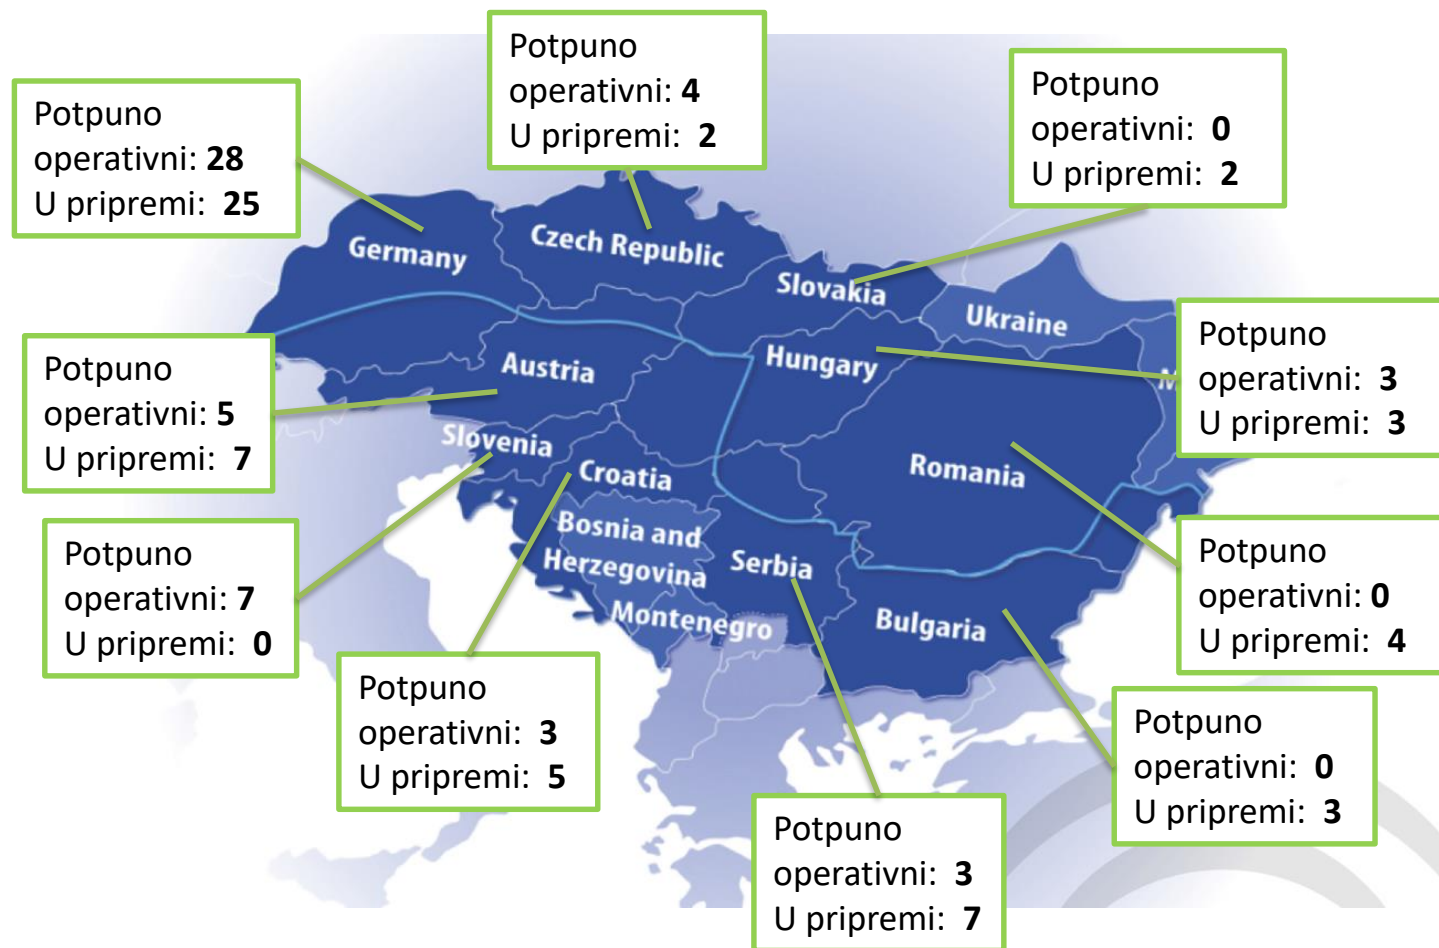 Potpuno
operativni: 4
U pripremi: 2
Potpuno
operativni: 0
U pripremi: 2
Potpuno
operativni: 28
U pripremi: 25
Germany
Czech Republic
Slovakia
Ukraine
Potpuno
operativni: 3
U pripremi: 3
Potpuno
operativni: 5
U pripremi: 7
Austria
Hungary
M
Slovenia
Croatia
Romania
Bosnia and
Herzegovina
Serbia
Montenegro
Bulgaria
Potpuno
operativni: 7
U pripremi: 0
Potpuno
operativni: 0
U pripremi: 4
Potpuno
operativni: 3
U pripremi: 5
Potpuno
operativni: 0
U pripremi: 3
Potpuno
operativni: 3
U pripremi: 7